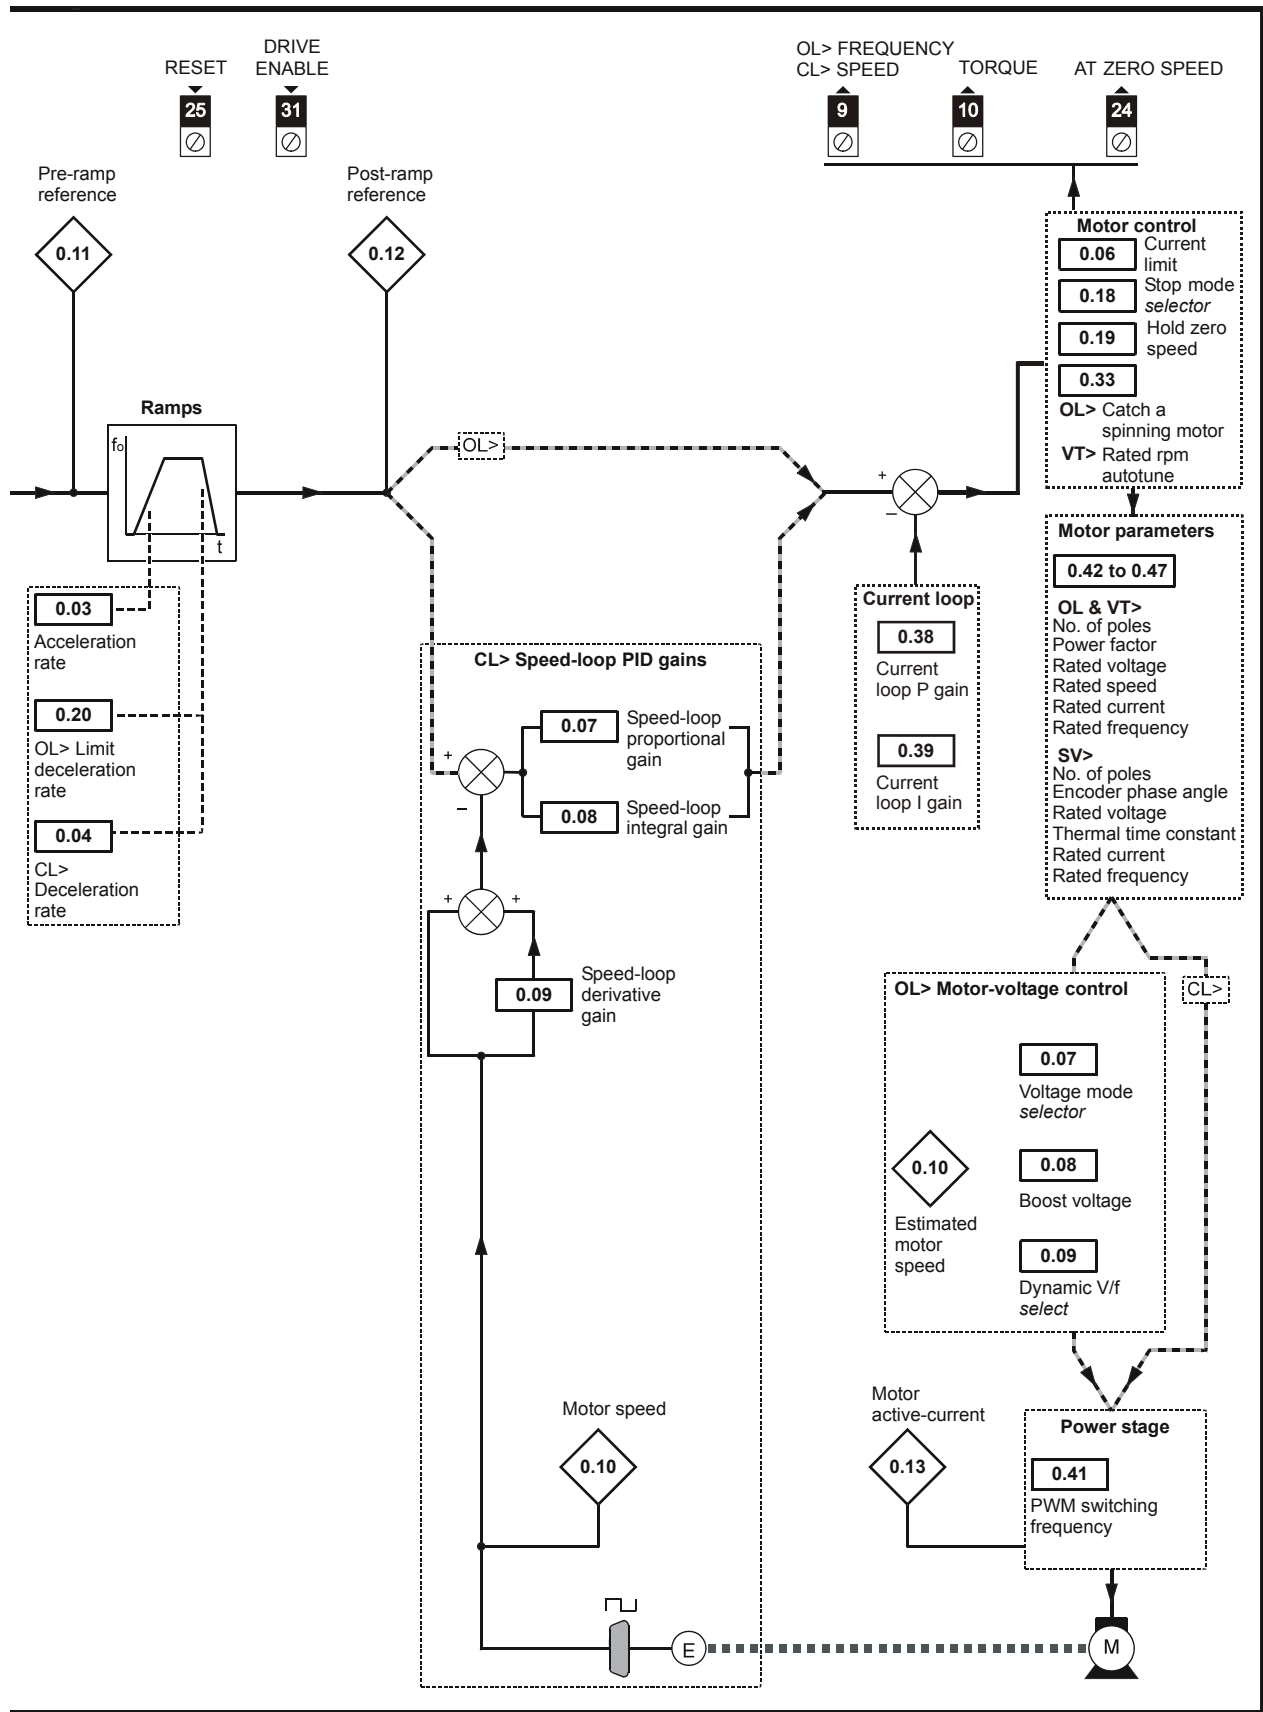 RESET
DRIVE
ENABLE
25
31
OL> FREQUENCY
CL> SPEED
TORQUE
AT ZERO SPEED
9
10
24
Pre-ramp
reference
0.11
Post-ramp
reference
0.12
Ramps
fo
t
0.03
Acceleration
rate
0.20
OL> Limit
deceleration
rate
0.04
CL>
Deceleration
rate
OL>
+
–
Motor control
0.06
Current
limit
0.18
Stop mode
selector
0.19
Hold zero
speed
0.33
OL> Catch a
spinning motor
VT> Rated rpm
autotune
Motor parameters
0.42 to 0.47
OL & VT>
No. of poles
Power factor
Rated voltage
Rated speed
Rated current
Rated frequency
SV>
No. of poles
Encoder phase angle
Rated voltage
Thermal time constant
Rated current
Rated frequency
Current loop
0.38
Current
loop P gain
0.39
Current
loop I gain
CL> Speed-loop PID gains
+
–
0.07
Speed-loop
proportional
gain
0.08
Speed-loop
integral gain
+
+
0.09
Speed-loop
derivative
gain
OL> Motor-voltage control
CL>
0.07
Voltage mode
selector
0.10
Estimated
motor
speed
0.08
Boost voltage
0.09
Dynamic V/f
select
Motor speed
0.10
Motor
active-current
0.13
Power stage
0.41
PWM switching
frequency
E
M